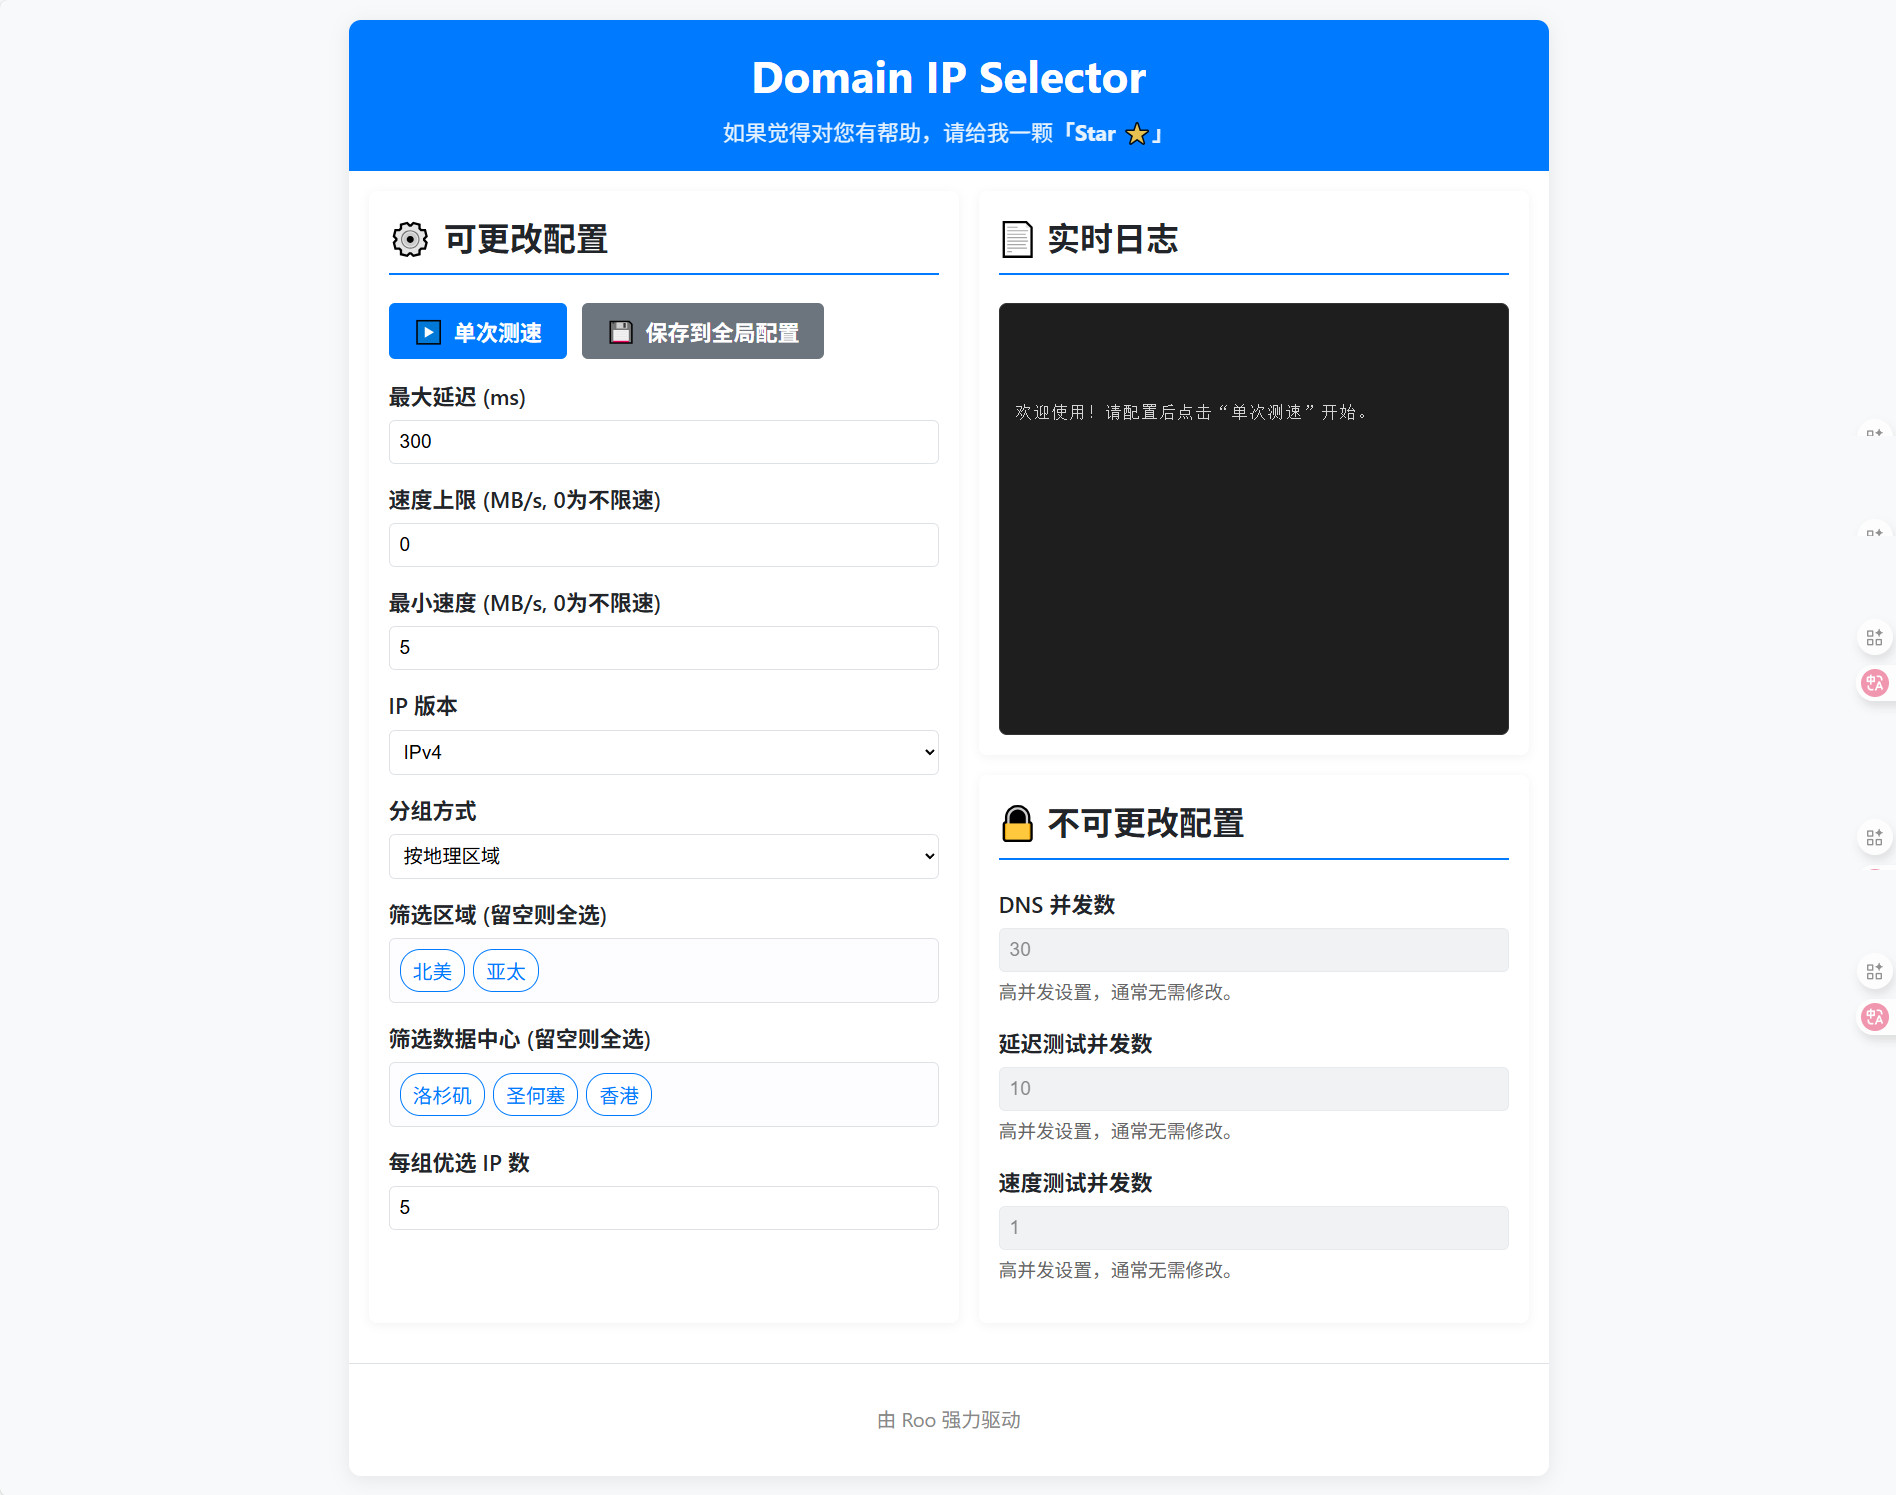 Domain IP Selector
如果觉得对您有帮助，请给我一颗「Star ⭐」
可更改配置
单次测速
保存到全局配置
最大延迟 (ms)
300
速度上限 (MB/s, 0为不限速)
0
最小速度 (MB/s, 0为不限速)
5
IP 版本
IPv4
分组方式
按地理区域
筛选区域 (留空则全选)
北美 亚太
筛选数据中心 (留空则全选)
洛杉矶 圣何塞 香港
每组优选 IP 数
5
实时日志
欢迎使用！请配置后点击“单次测速”开始。
不可更改配置
DNS 并发数
30
高并发设置，通常无需修改。
延迟测试并发数
10
高并发设置，通常无需修改。
速度测试并发数
1
高并发设置，通常无需修改。
由 Roo 强力驱动